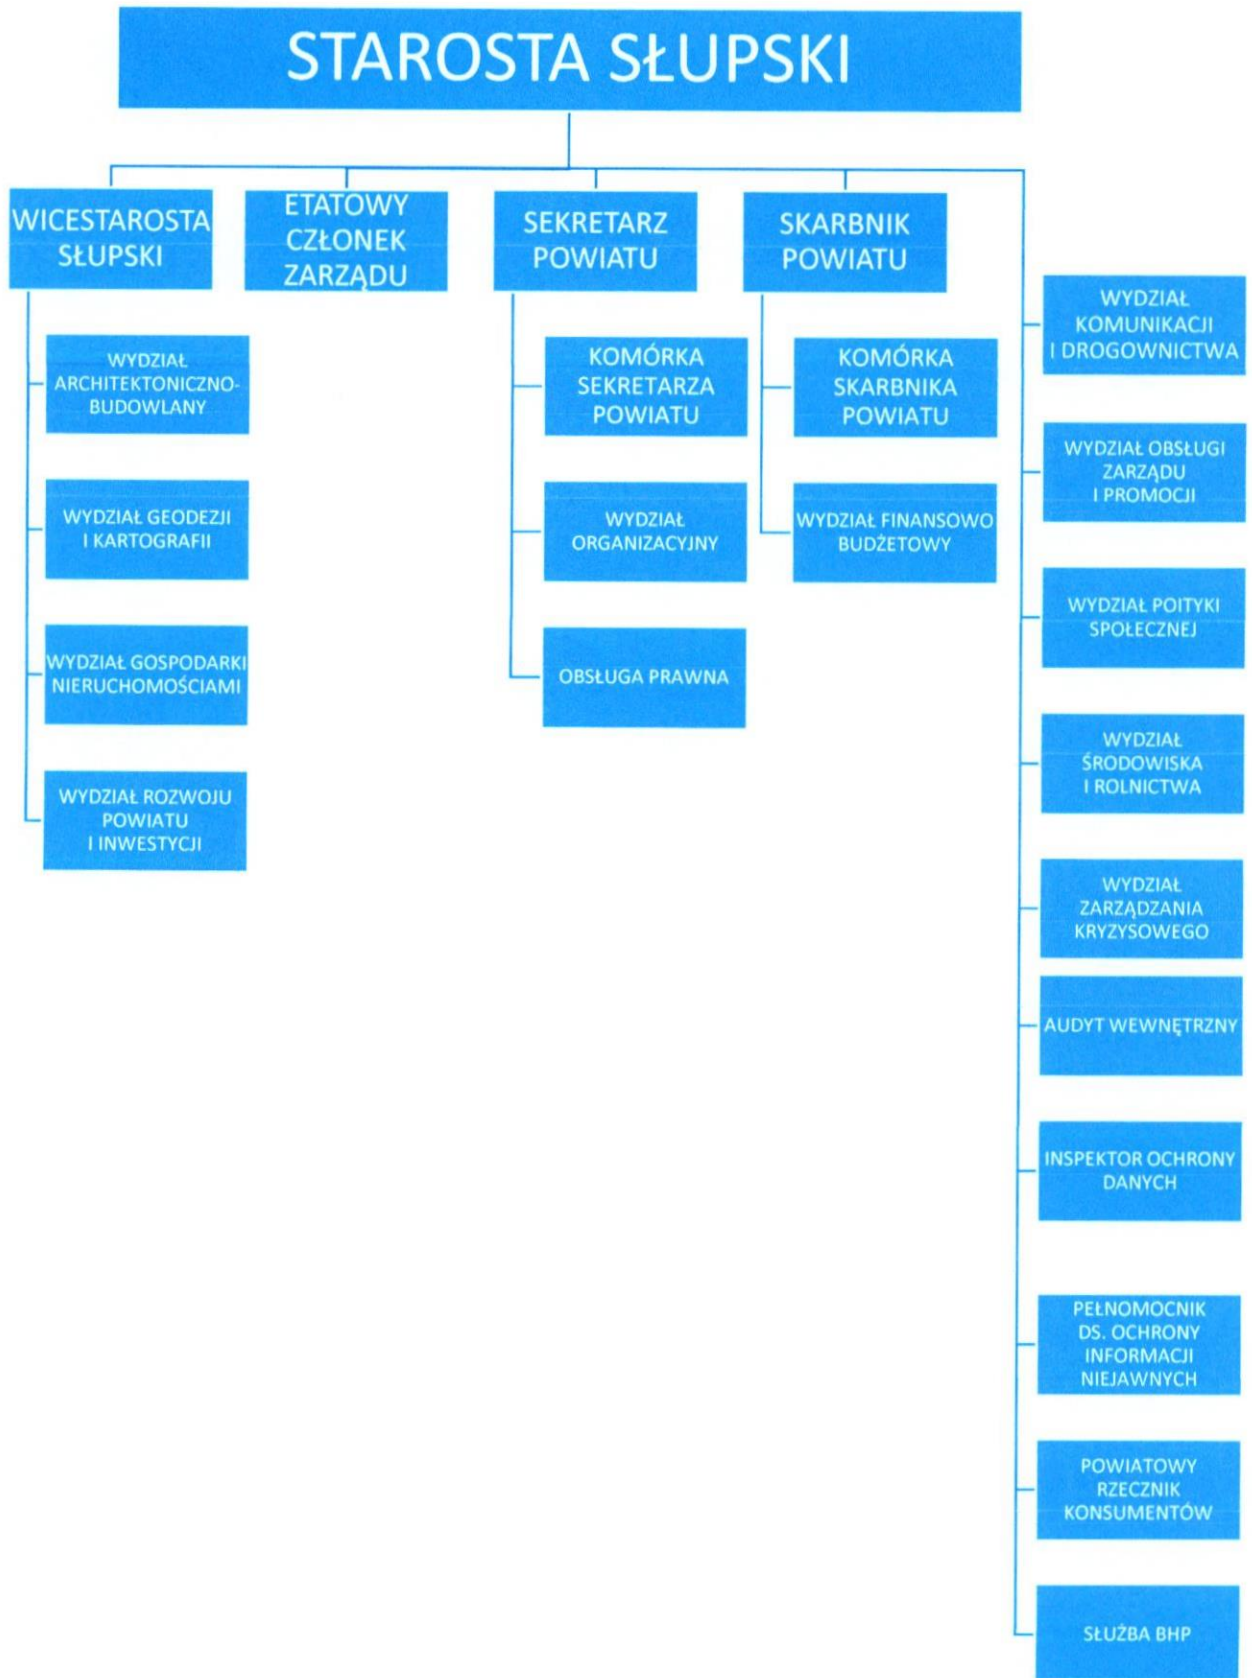 STAROSTA SŁUPSKI
WICESTAROSTA
SŁUPSKI
ETATOWY
CZŁONEK
ZARZĄDU
SEKRETARZ
POWIATU
SKARBNIK
POWIATU
WYDZIAŁ
ARCHITEKTONICZNO-
BUDOWLANY
WYDZIAŁ GEODEZJI
I KARTOGRAFII
WYDZIAŁ GOSPODARKI
NIERUCHOMOŚCIAMI
WYDZIAŁ ROZWOJU
POWIATU
I INWESTYCJI
KOMÓRKA
SEKRETARZA
POWIATU
WYDZIAŁ
ORGANIZACYJNY
OBSŁUGA PRAWNA
KOMÓRKA
SKARBNIKA
POWIATU
WYDZIAŁ FINANSOWO
BUDŻETOWY
WYDZIAŁ
KOMUNIKACJI
I DROGOWNICTWA
WYDZIAŁ OBSŁUGI
ZARZĄDU
I PROMOCJI
WYDZIAŁ POITYKI
SPOŁECZNEJ
WYDZIAŁ
ŚRODOWISKA
I ROLNICTWA
WYDZIAŁ
ZARZĄDZANIA
KRYZYSOWEGO
AUDYT WEWNĘTRZNY
INSPEKTOR OCHRONY
DANYCH
PEŁNOMOCNIK
DS. OCHRONY
INFORMACJI
NIEJAWNYCH
POWIATOWY
RZECZNIK
KONSUMENTÓW
SŁUŻBA BHP